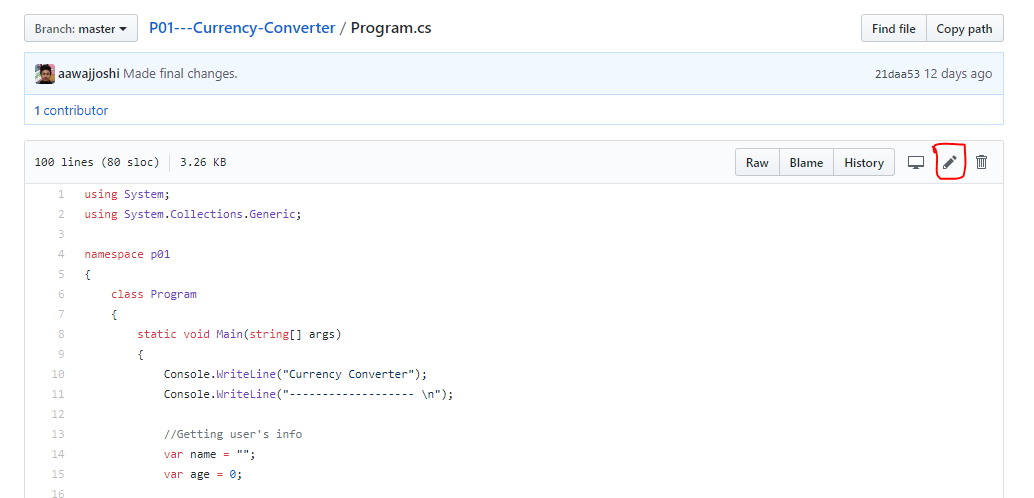 Branch: master P01---Currency-Converter / Program.cs Find file Copy path
aawajjoshi Made final changes. 21daa53 12 days ago
1 contributor
100 lines (80 sloc) 3.26 KB Raw Blame History
1 using System;
2 using System.Collections.Generic;
3
4 namespace p01
5 {
6 class Program
7 {
8 static void Main(string[] args)
9 {
10 Console.WriteLine("Currency Converter");
11 Console.WriteLine("------------------- \n");
12
13 //Getting user's info
14 var name = "";
15 var age = 0;
16